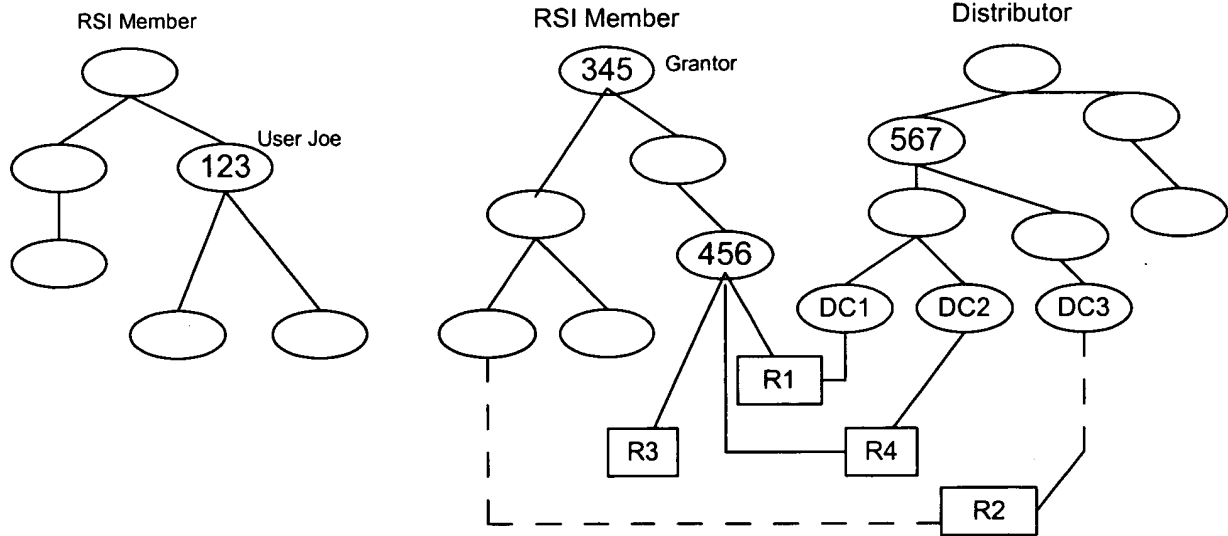 RSI Member
RSI Member
Distributor
345
Grantor
User Joe
123
567
456
DC1
DC2
DC3
R1
R3
R4
R2